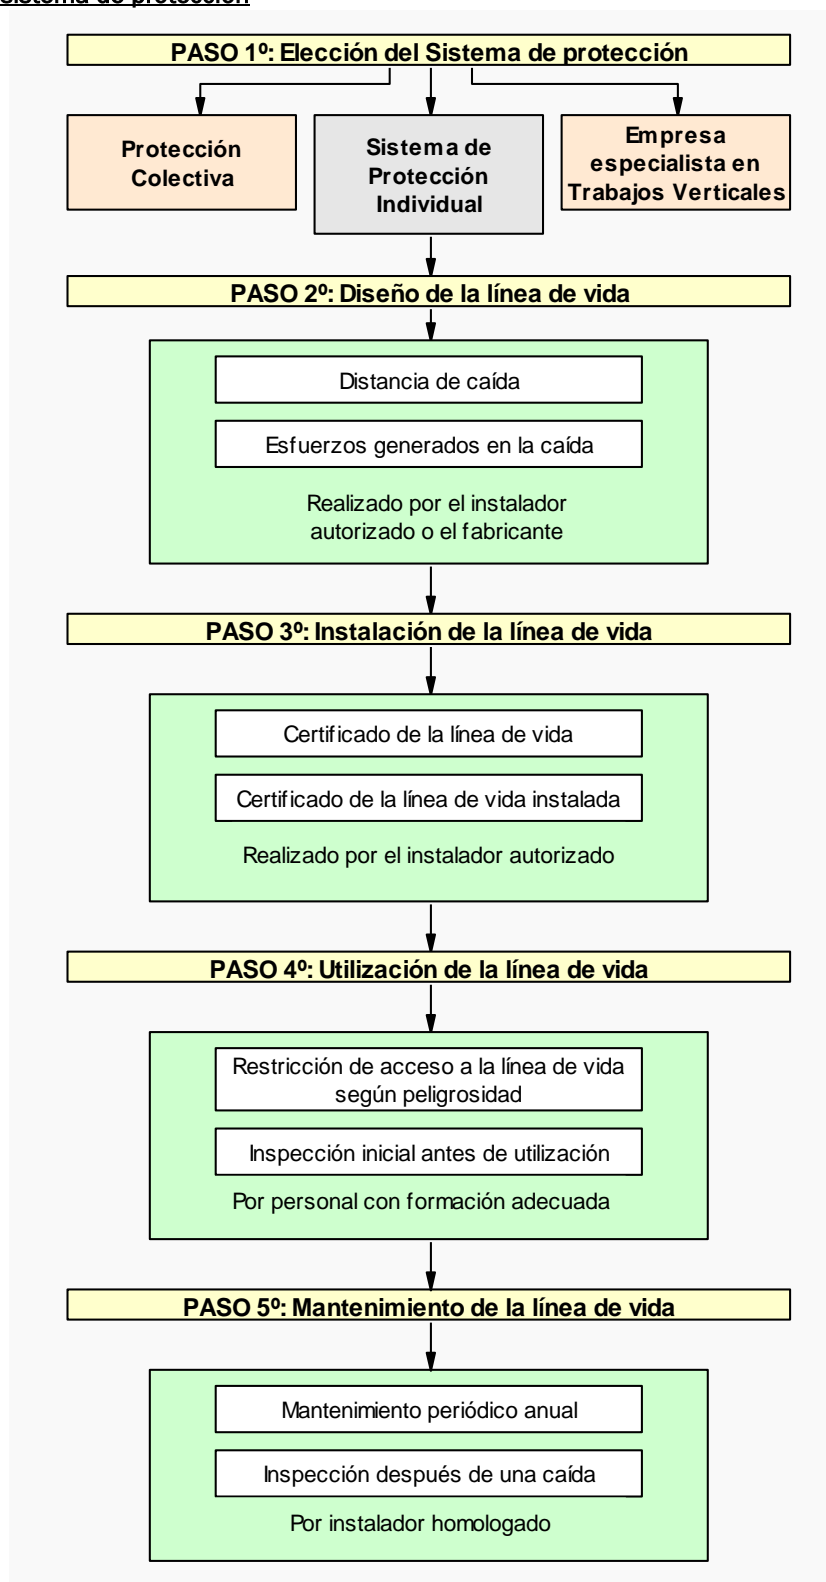 sistema de protección
PASO 1º: Elección del Sistema de protección
Protección
Colectiva
Sistema de
Protección
Individual
Empresa
especialista en
Trabajos Verticales
PASO 2º: Diseño de la línea de vida
Distancia de caída
Esfuerzos generados en la caída
Realizado por el instalador
autorizado o el fabricante
PASO 3º: Instalación de la línea de vida
Certificado de la línea de vida
Certificado de la línea de vida instalada
Realizado por el instalador autorizado
PASO 4º: Utilización de la línea de vida
Restricción de acceso a la línea de vida
según peligrosidad
Inspección inicial antes de utilización
Por personal con formación adecuada
PASO 5º: Mantenimiento de la línea de vida
Mantenimiento periódico anual
Inspección después de una caída
Por instalador homologado